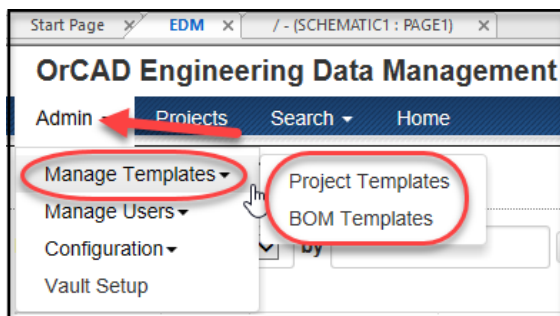 Start Page
EDM
/ - (SCHEMATIC1 : PAGE1)
OrCAD Engineering Data Management
Admin Projects Search Home
Manage Templates
Project Templates
Manage Users
BOM Templates
Configuration
by
Vault Setup